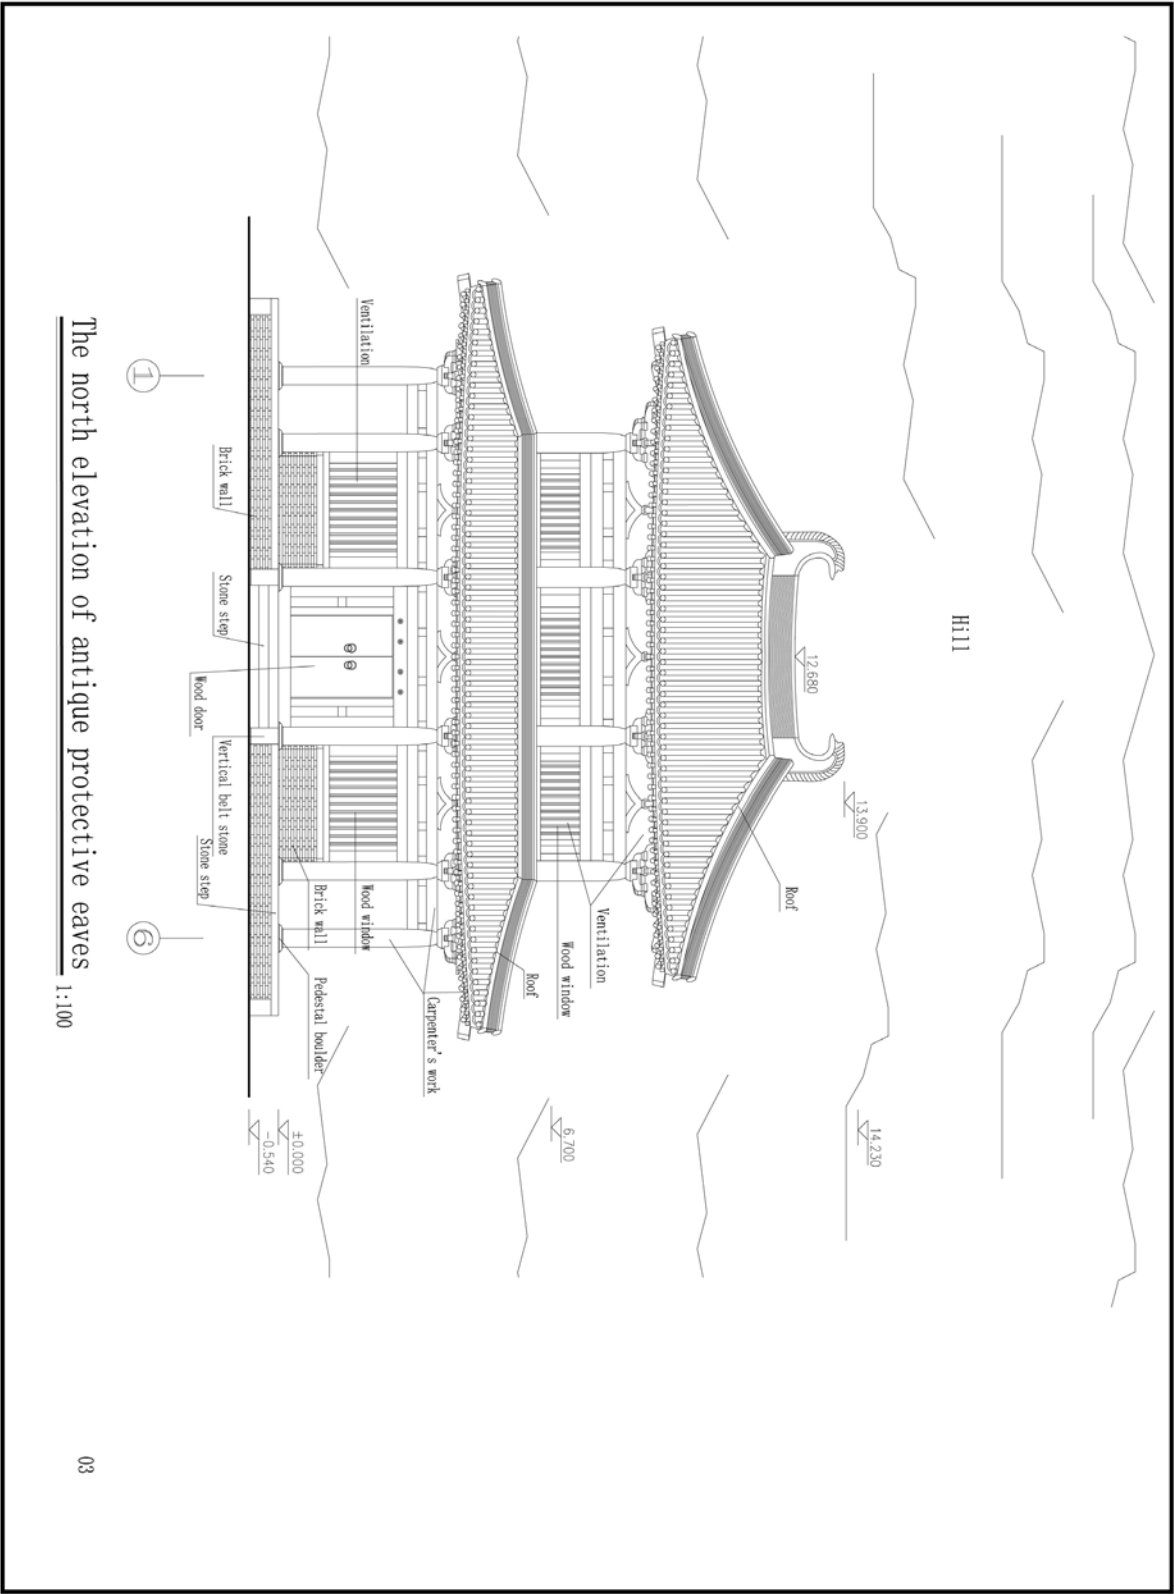 Hill
14.230
13.900
12.680
Roof
Ventilation
Wood window
6.700
Roof
Ventilation
Carpenter's work
Wood window
Brick wall
Pedestal boulder
±0.000
-0.540
Brick wall
Stone step
Wood door
Vertical belt stone
Stone step
1
6
The north elevation of antique protective eaves 1:100
03